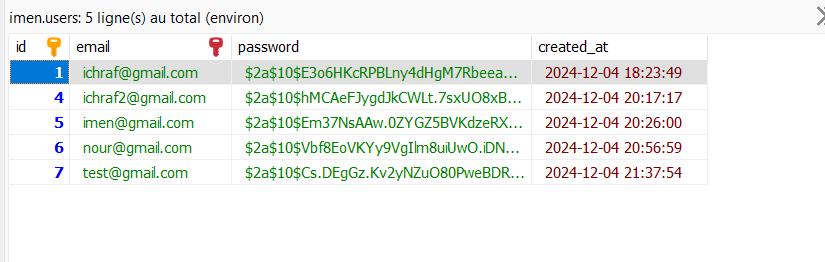 imen.users: 5 ligne(s) au total (environ)
id email password created_at
1 ichraf@gmail.com $2a$10$E3o6HKcRPBLny4dHgM7Rbeea... 2024-12-04 18:23:49
4 ichraf2@gmail.com $2a$10$hMCAeFJygdJkCWLt.7sxUO8xB... 2024-12-04 20:17:17
5 imen@gmail.com $2a$10$Em37NsAAw.0ZYGZ5BVKdzeRX... 2024-12-04 20:26:00
6 nour@gmail.com $2a$10$Vbf8EoVKYy9VgIlm8uiUwO.iDN... 2024-12-04 20:56:59
7 test@gmail.com $2a$10$Cs.DEgGz.Kv2yNZuO80PweBDR... 2024-12-04 21:37:54